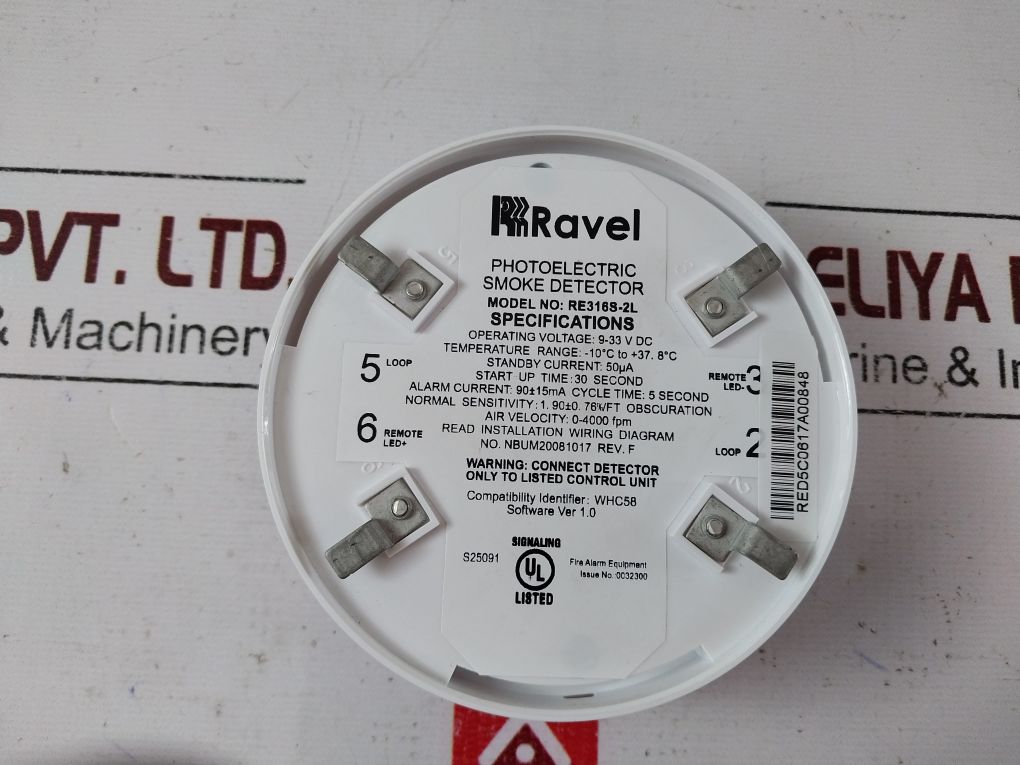 PVT. LTD.
& Machinery
ELIYA
rine, & In
Ravel
PHOTOELECTRIC
SMOKE DETECTOR
MODEL NO: RE316S-2L
SPECIFICATIONS
OPERATING VOLTAGE: 9-33 V DC
TEMPERATURE RANGE: -10°C to +37. 8°C
STANDBY CURRENT: 50µA
START UP TIME: 30 SECOND
ALARM CURRENT: 90±15mA CYCLE TIME: 5 SECOND
NORMAL SENSITIVITY: 1. 90±0. 76%/FT OBSCURATION
AIR VELOCITY: 0-4000 fpm
READ INSTALLATION WIRING DIAGRAM
NO. NBUM20081017 REV. F
WARNING: CONNECT DETECTOR
ONLY TO LISTED CONTROL UNIT
Compatibility Identifier: WHC58
Software Ver 1.0
5 LOOP
6 REMOTE
LED+
REMOTE 3
LED-
LOOP 2
RED5C0617A00848
5
3
6
2
SIGNALING
UL
LISTED
S25091
Fire Alarm Equipment
Issue No.:0032300